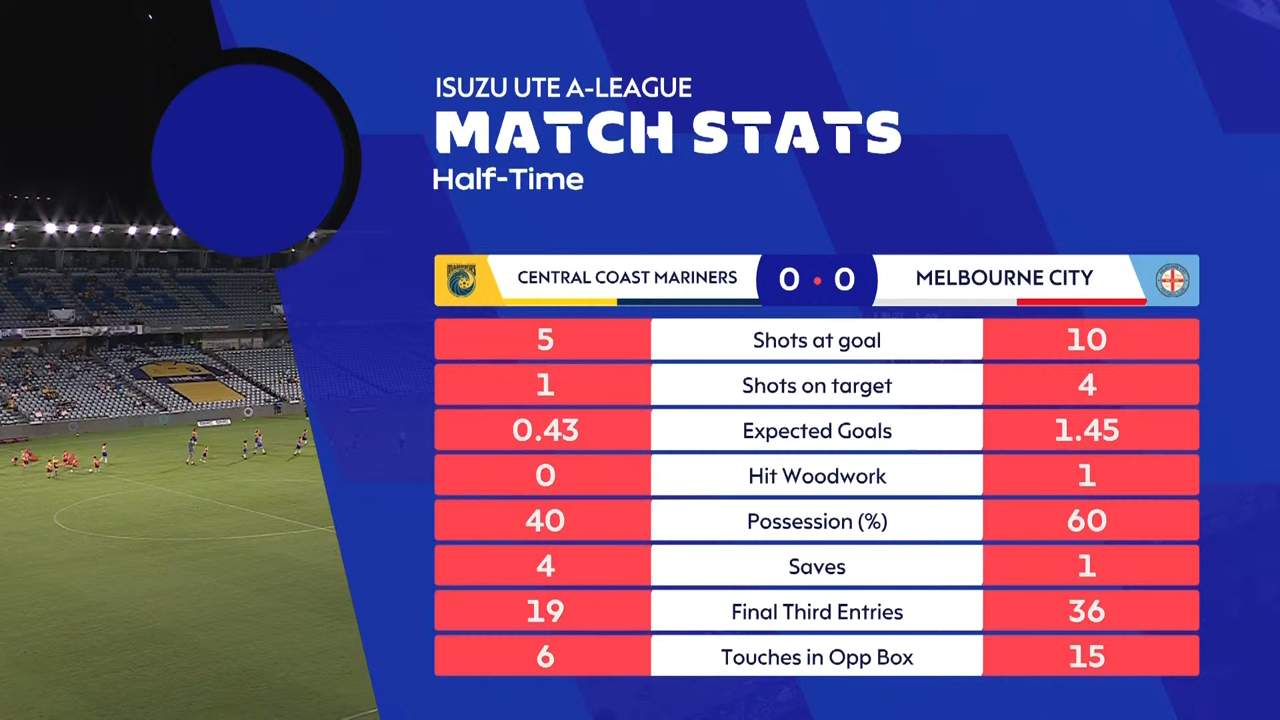 ISUZU UTE A-LEAGUE
MATCH STATS
Half-Time
MARINERS
CENTRAL COAST MARINERS 0 • 0 MELBOURNE CITY
5 Shots at goal 10
1 Shots on target 4
0.43 Expected Goals 1.45
0 Hit Woodwork 1
40 Possession (%) 60
4 Saves 1
19 Final Third Entries 36
6 Touches in Opp Box 15